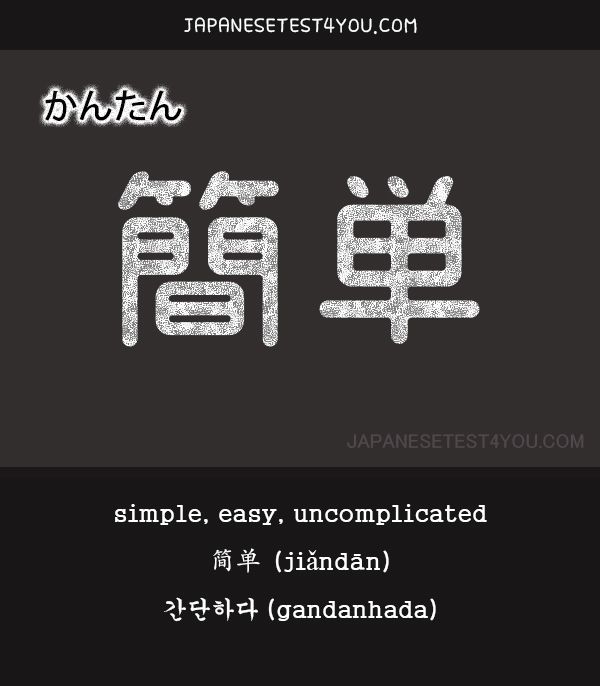 JAPANESETEST4YOU.COM
かんたん
簡単
JAPANESETEST4YOU.COM
simple, easy, uncomplicated
简单 (jiǎndān)
간단하다 (gandanhada)